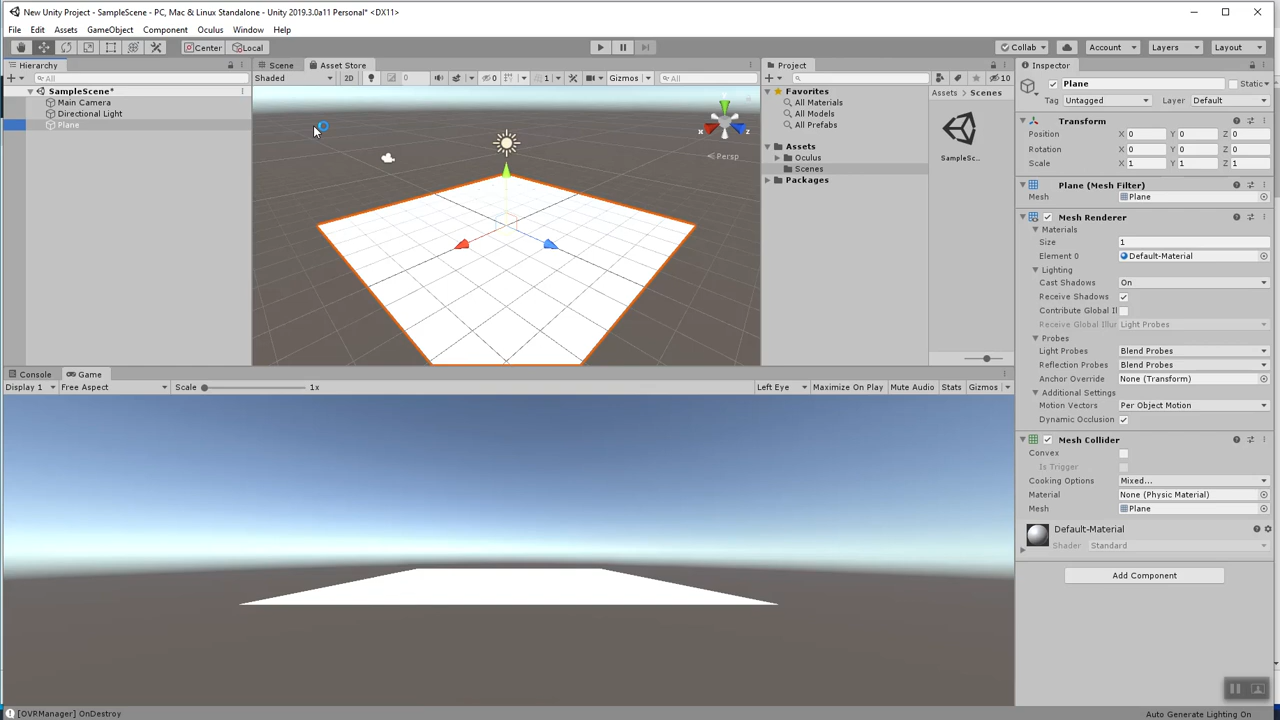 New Unity Project - SampleScene - PC, Mac & Linux Standalone - Unity 2019.3.0a11 Personal* <DX11>
File Edit Assets GameObject Component Oculus Window Help
Center Local Collab Account Layers Layout
Hierarchy
All
SampleScene*
Main Camera
Directional Light
Plane
Scene Asset Store
Shaded 2D 0 0 1 Gizmos All
x z
Persp
Project
10
Favorites
All Materials
All Models
All Prefabs
Assets
Oculus
Scenes
Packages
Assets Scenes
SampleSc...
Inspector
Plane Static
Tag Untagged Layer Default
Transform
Position X 0 Y 0 Z 0
Rotation X 0 Y 0 Z 0
Scale X 1 Y 1 Z 1
Plane (Mesh Filter)
Mesh Plane
Mesh Renderer
Materials
Size 1
Element 0 Default-Material
Lighting
Cast Shadows On
Receive Shadows
Contribute Global Il
Receive Global Illur Light Probes
Probes
Light Probes Blend Probes
Reflection Probes Blend Probes
Anchor Override None (Transform)
Additional Settings
Motion Vectors Per Object Motion
Dynamic Occlusion
Mesh Collider
Convex
Is Trigger
Cooking Options Mixed...
Material None (Physic Material)
Mesh Plane
Default-Material
Shader Standard
Add Component
Console Game
Display 1 Free Aspect Scale 1x Left Eye Maximize On Play Mute Audio Stats Gizmos
[OVRManager] OnDestroy
Auto Generate Lighting On